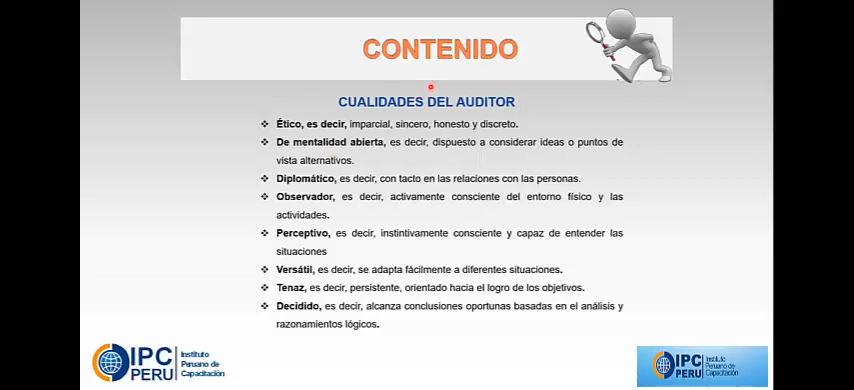 CONTENIDO
CUALIDADES DEL AUDITOR
❖ Ético, es decir, imparcial, sincero, honesto y discreto.
❖ De mentalidad abierta, es decir, dispuesto a considerar ideas o puntos de
vista alternativos.
❖ Diplomático, es decir, con tacto en las relaciones con las personas.
❖ Observador, es decir, activamente consciente del entorno físico y las
actividades.
❖ Perceptivo, es decir, instintivamente consciente y capaz de entender las
situaciones
❖ Versátil, es decir, se adapta fácilmente a diferentes situaciones.
❖ Tenaz, es decir, persistente, orientado hacia el logro de los objetivos.
❖ Decidido, es decir, alcanza conclusiones oportunas basadas en el análisis y
razonamientos lógicos.
IPC
PERU
Instituto
Peruano de
Capacitación
IPC
PERU
Instituto
Peruano de
Capacitación